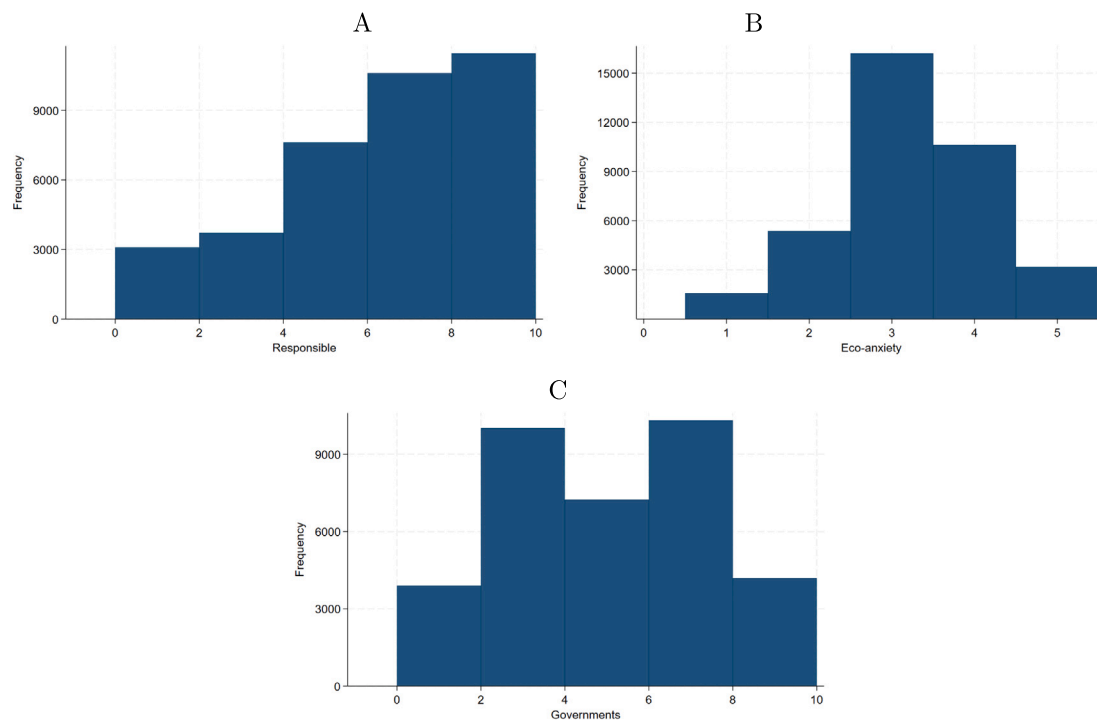 A
9000
6000
3000
0
Frequency
0 2 4 6 8 10
Responsible
B
15000
12000
9000
6000
3000
Frequency
0 1 2 3 4 5
Eco-anxiety
C
9000
6000
3000
0
Frequency
0 2 4 6 8 10
Governments